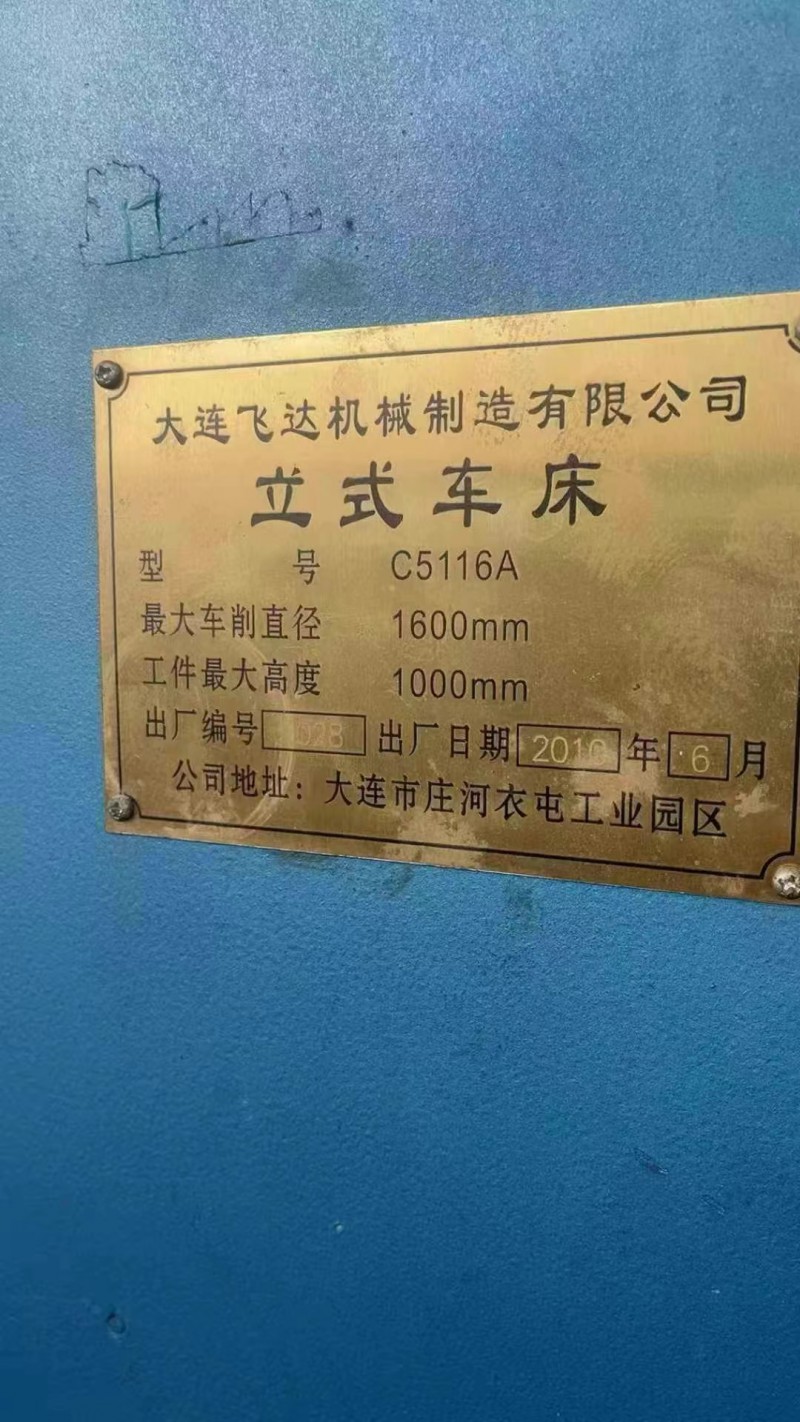 大连飞达机械制造有限公司
立式车床
型 号 C5116A
最大车削直径 1600mm
工件最大高度 1000mm
出厂编号 出厂日期 2010 年 6 月
公司地址：大连市庄河衣屯工业园区